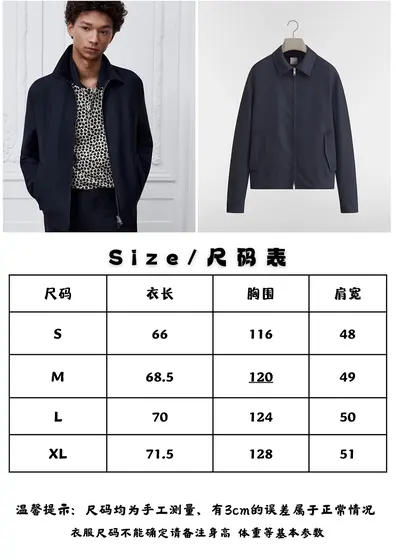 Size/尺码表
尺码 衣长 胸围 肩宽
S 66 116 48
M 68.5 120 49
L 70 124 50
XL 71.5 128 51
温馨提示：尺码均为手工测量、有3cm的误差属于正常情况
衣服尺码不能确定请备注身高 体重等基本参数